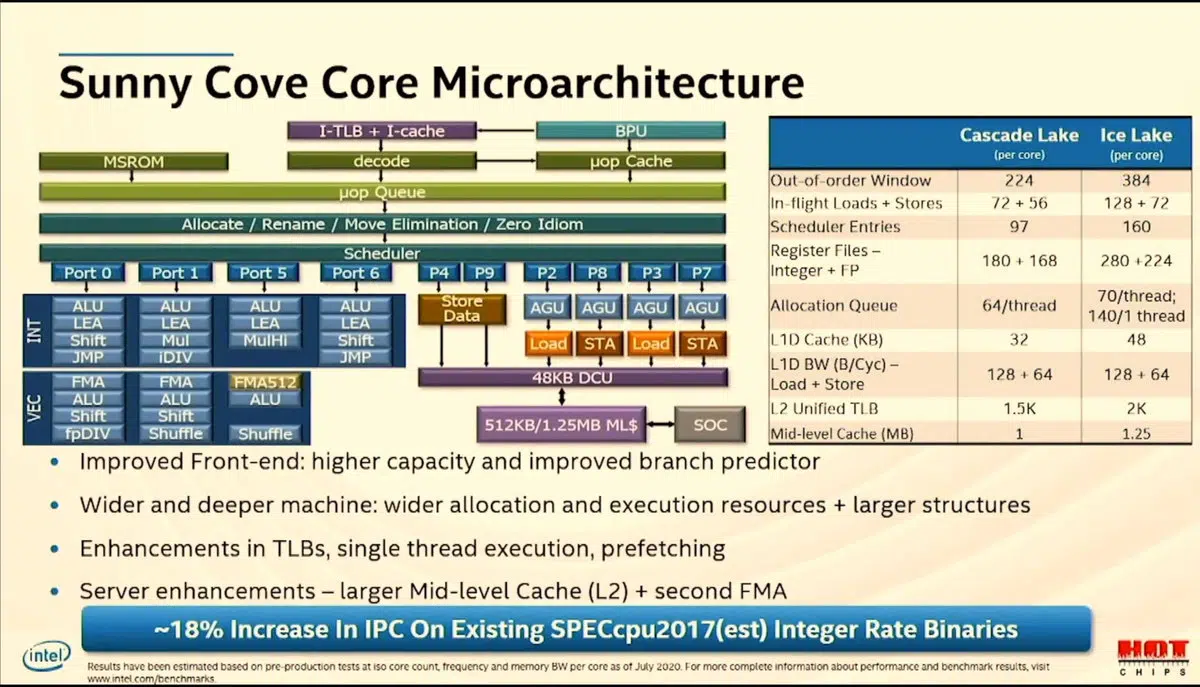 Sunny Cove Core Microarchitecture
I-TLB + I-cache
BPU
MSROM
decode
μop Cache
μop Queue
Allocate / Rename / Move Elimination / Zero Idiom
Scheduler
Port 0 Port 1 Port 5 Port 6 P4 P9 P2 P8 P3 P7
INT
ALU ALU ALU ALU
LEA LEA LEA LEA
Shift Mul MulHi Shift
JMP iDIV JMP
Store
Data
AGU AGU AGU AGU
Load STA Load STA
VEC
FMA FMA FMA512
ALU ALU ALU
Shift Shift
fpDIV Shuffle Shuffle
48KB DCU
512KB/1.25MB ML$
SOC
Cascade Lake Ice Lake
(per core) (per core)
Out-of-order Window 224 384
In-flight Loads + Stores 72 + 56 128 + 72
Scheduler Entries 97 160
Register Files –
Integer + FP 180 + 168 280 +224
Allocation Queue 64/thread 70/thread;
140/1 thread
L1D Cache (KB) 32 48
L1D BW (B/Cyc) –
Load + Store 128 + 64 128 + 64
L2 Unified TLB 1.5K 2K
Mid-level Cache (MB) 1 1.25
• Improved Front-end: higher capacity and improved branch predictor
• Wider and deeper machine: wider allocation and execution resources + larger structures
• Enhancements in TLBs, single thread execution, prefetching
• Server enhancements – larger Mid-level Cache (L2) + second FMA
~18% Increase In IPC On Existing SPECcpu2017(est) Integer Rate Binaries
intel
Results have been estimated based on pre-production tests at iso core count, frequency and memory BW per core as of July 2020. For more complete information about performance and benchmark results, visit
www.intel.com/benchmarks.
HOT
CHIPS